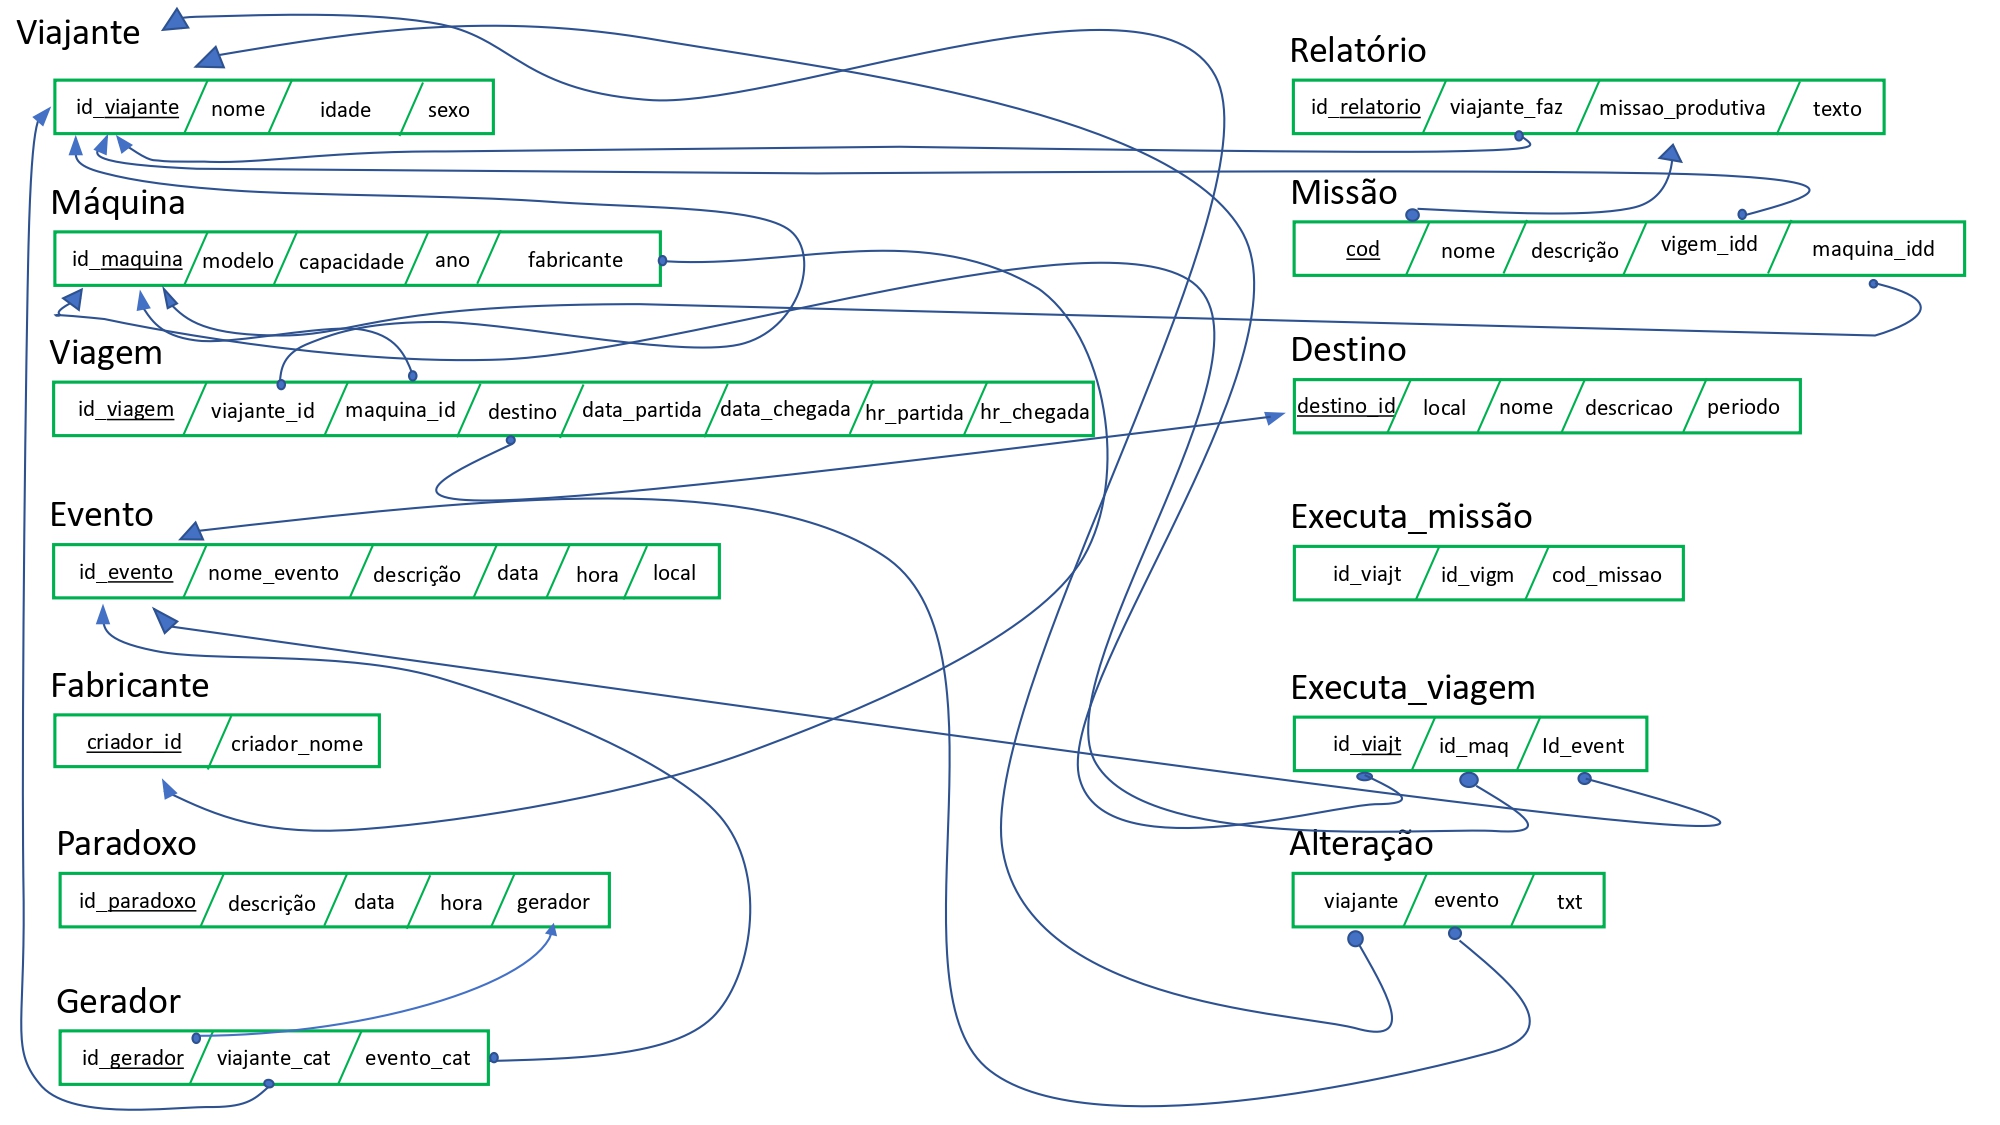 Viajante
id_viajante nome idade sexo
Máquina
id_maquina modelo capacidade ano fabricante
Viagem
id_viagem viajante_id maquina_id destino data_partida data_chegada hr_partida hr_chegada
Evento
id_evento nome_evento descrição data hora local
Fabricante
criador_id criador_nome
Paradoxo
id_paradoxo descrição data hora gerador
Gerador
id_gerador viajante_cat evento_cat
Relatório
id_relatorio viajante_faz missao_produtiva texto
Missão
cod nome descrição vigem_idd maquina_idd
Destino
destino_id local nome descricao periodo
Executa_missão
id_viajt id_vigm cod_missao
Executa_viagem
id_viajt id_maq Id_event
Alteração
viajante evento txt